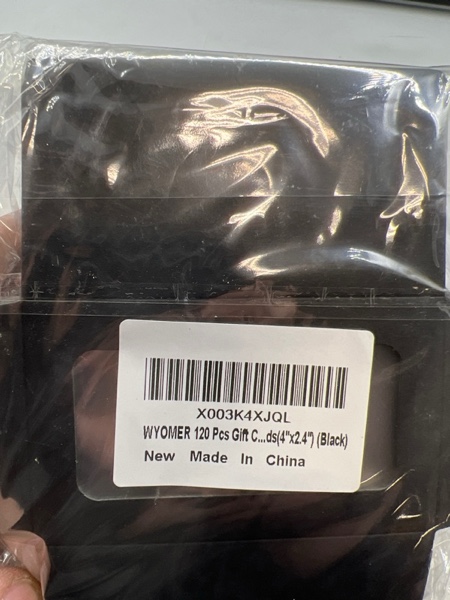 X003K4XJQL
WYOMER 120 Pcs Gift C...ds(4"x2.4") (Black)
New Made In China